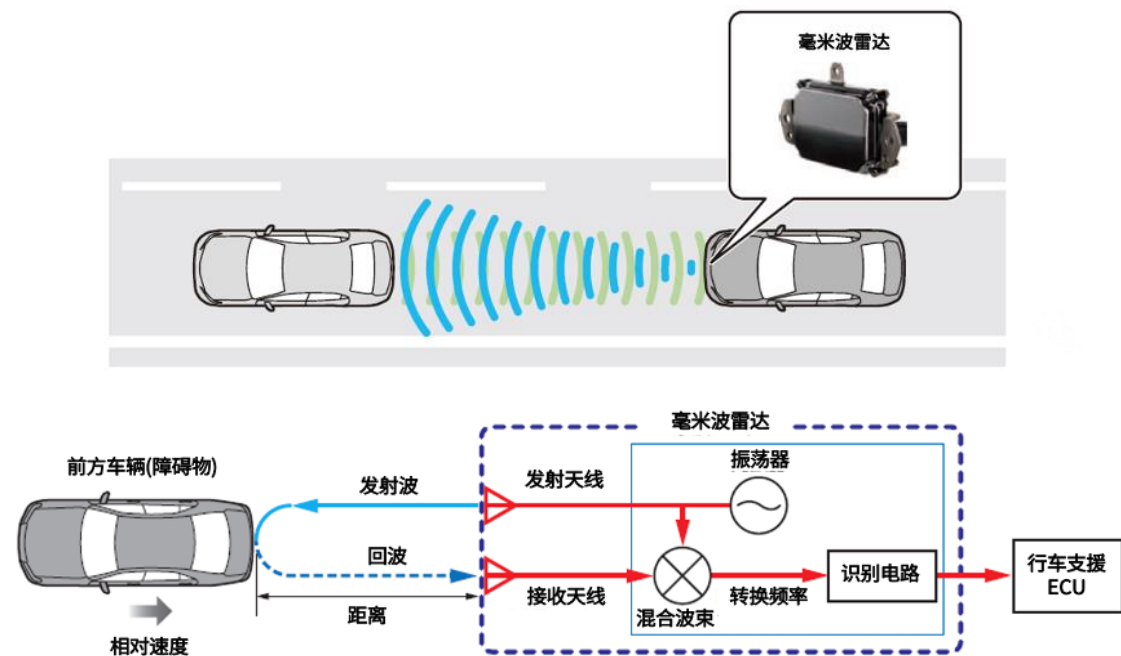 毫米波雷达
毫米波雷达
前方车辆(障碍物)
发射波
发射天线
振荡器
回波
接收天线
转换频率
识别电路
行车支援
ECU
距离
混合波束
相对速度